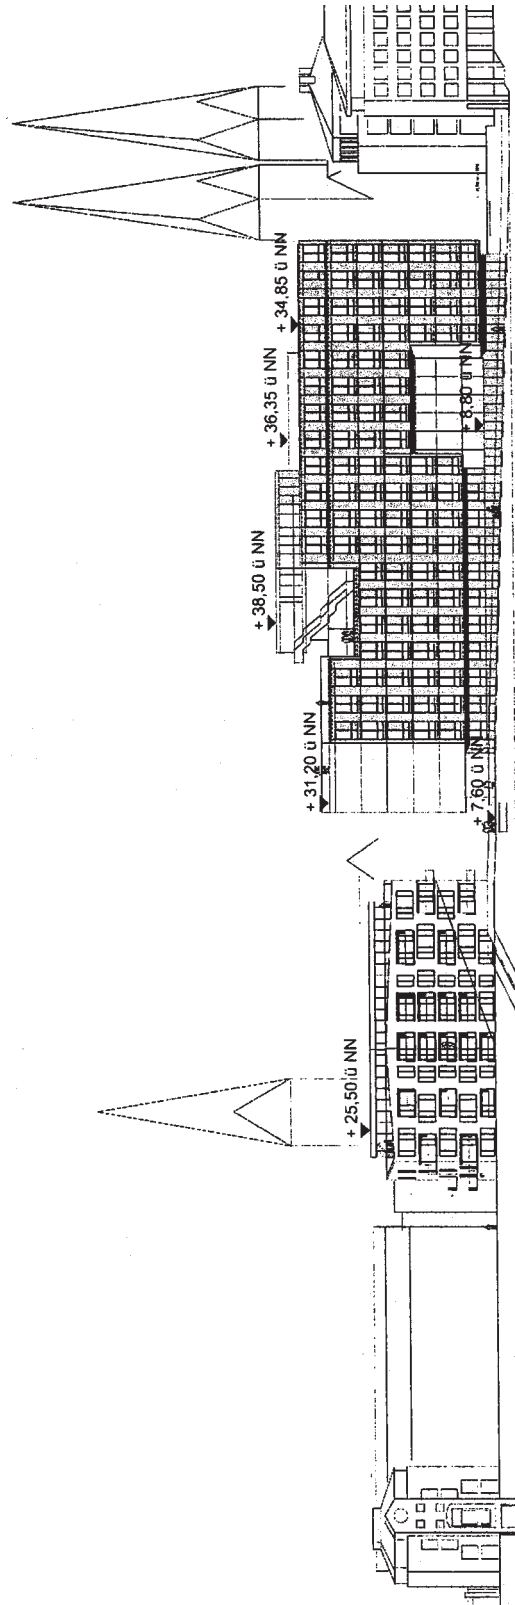 + 25,50 ü NN
+ 31,20 ü NN
+ 7,60 ü NN
+ 38,50 ü NN
+ 36,35 ü NN
+ 34,85 ü NN
+ 8,80 ü NN